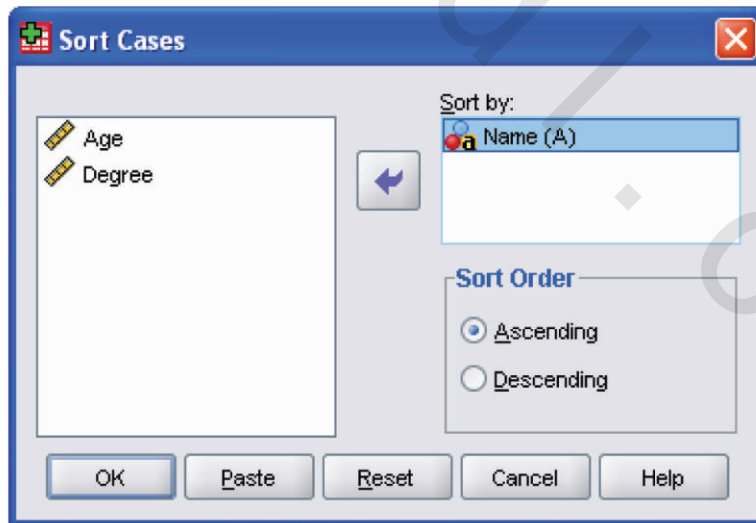 Sort Cases
Age
Degree
Sort by:
Name (A)
Sort Order
Ascending
Descending
OK
Paste
Reset
Cancel
Help